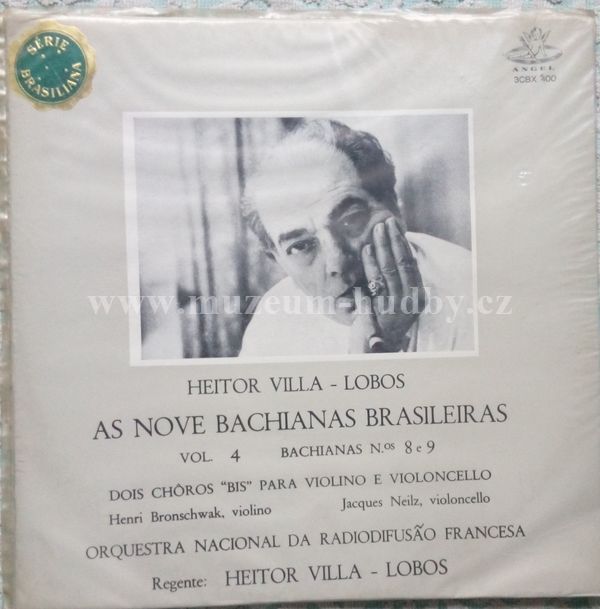 SÉRIE
BRASILIANA
ANGEL
3CBX 400
www.muzeum-hudby.cz
HEITOR VILLA - LOBOS
AS NOVE BACHIANAS BRASILEIRAS
VOL. 4 BACHIANAS N.os 8 e 9
DOIS CHÔROS "BIS" PARA VIOLINO E VIOLONCELLO
Henri Bronschwak, violino Jacques Neilz, violoncello
ORQUESTRA NACIONAL DA RADIODIFUSÃO FRANCESA
Regente: HEITOR VILLA - LOBOS